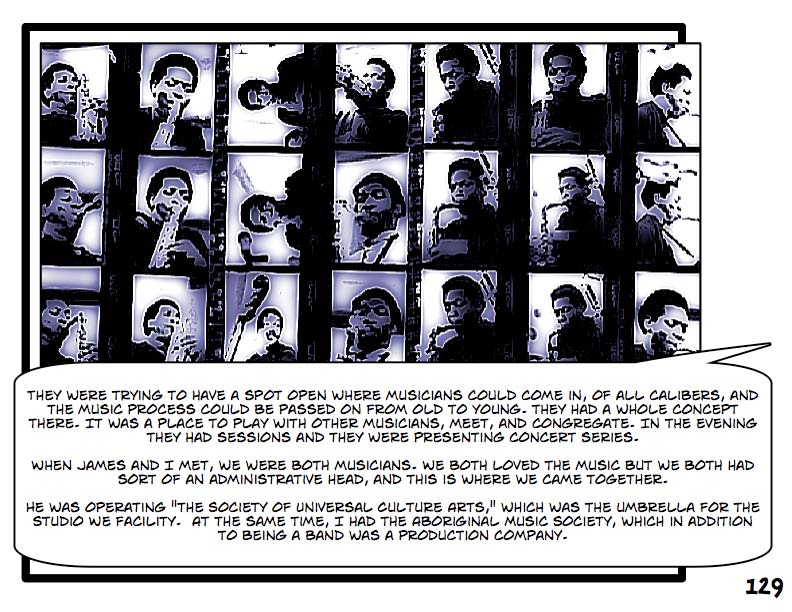 THEY WERE TRYING TO HAVE A SPOT OPEN WHERE MUSICIANS COULD COME IN, OF ALL CALIBERS, AND
THE MUSIC PROCESS COULD BE PASSED ON FROM OLD TO YOUNG. THEY HAD A WHOLE CONCEPT
THERE. IT WAS A PLACE TO PLAY WITH OTHER MUSICIANS, MEET, AND CONGREGATE. IN THE EVENING
THEY HAD SESSIONS AND THEY WERE PRESENTING CONCERT SERIES.
WHEN JAMES AND I MET, WE WERE BOTH MUSICIANS. WE BOTH LOVED THE MUSIC BUT WE BOTH HAD
SORT OF AN ADMINISTRATIVE HEAD, AND THIS IS WHERE WE CAME TOGETHER.
HE WAS OPERATING "THE SOCIETY OF UNIVERSAL CULTURE ARTS," WHICH WAS THE UMBRELLA FOR THE
STUDIO WE FACILITY. AT THE SAME TIME, I HAD THE ABORIGINAL MUSIC SOCIETY, WHICH IN ADDITION
TO BEING A BAND WAS A PRODUCTION COMPANY.
129